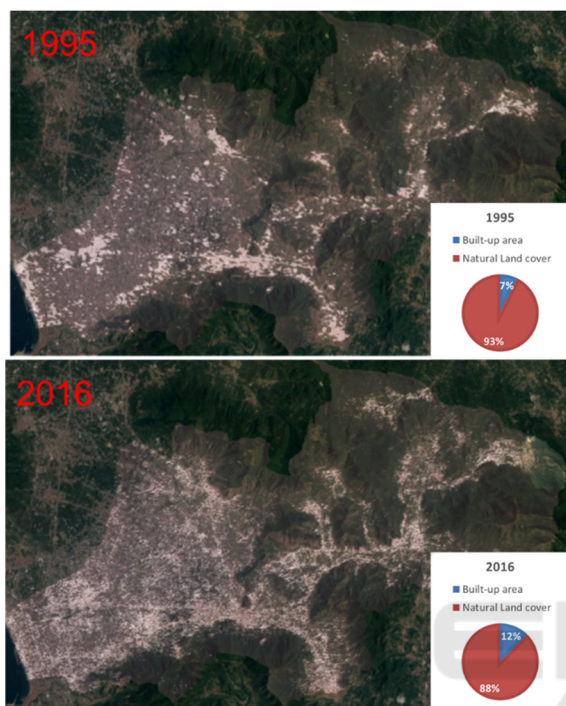 1995
1995
Built-up area
Natural Land cover
7%
93%
2016
2016
Built-up area
Natural Land cover
12%
88%